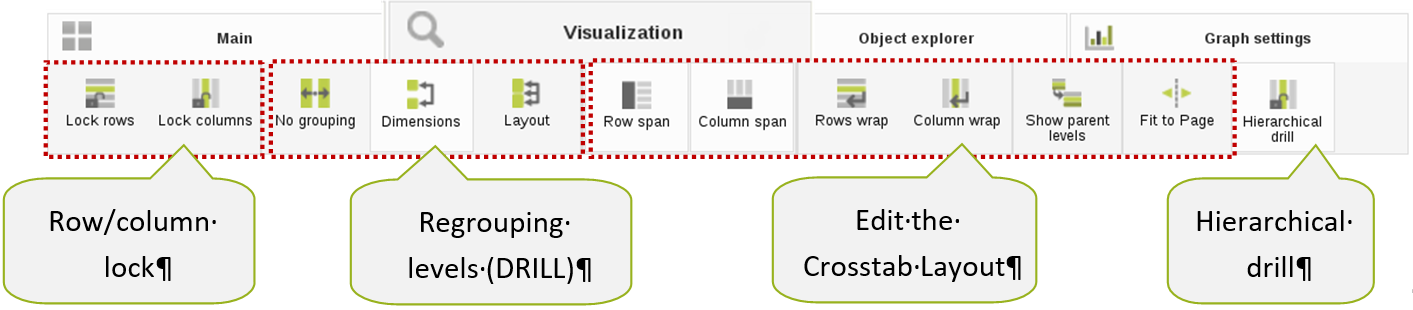 Main
Visualization
Object explorer
Graph settings
Lock rows
Lock columns
No grouping
Dimensions
Layout
Row span
Column span
Rows wrap
Column wrap
Show parent
levels
Fit to Page
Hierarchical
drill
Row/column·
lock¶
Regrouping·
levels·(DRILL)¶
Edit·the·
Crosstab·Layout¶
Hierarchical·
drill¶